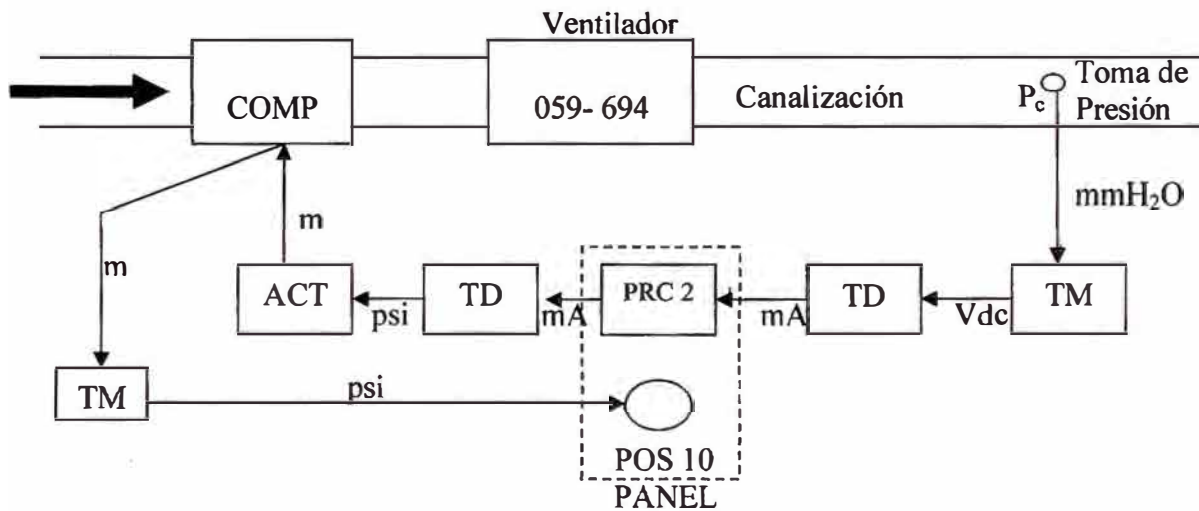 Ventilador
COMP
059- 694
Canalización
P_c
Toma de
Presión
mmH₂O
m
m
ACT
psi
TD
mA
PRC 2
mA
TD
Vdc
TM
TM
psi
POS 10
PANEL